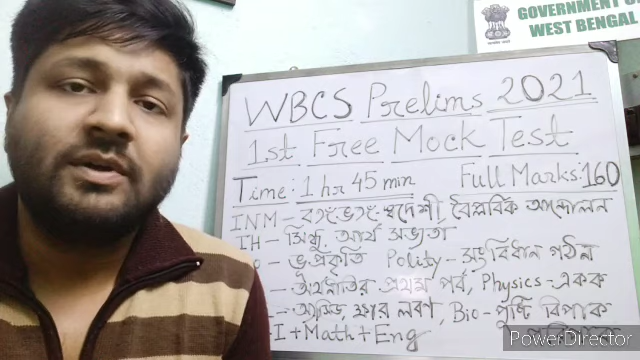 GOVERNMENT O
WEST BENGAL
WBCS Prelims 2021
1st Free Mock Test
Time: 1 hr 45 min Full Marks: 160
INM – বঙ্গভঙ্গ, স্বদেশী, বৈপ্লবিক আন্দোলন
IH – সিন্ধু, আর্য সভ্যতা
ভূপ্রকৃতি Polity – সংবিধান গঠন
অর্থনীতির প্রথম পর্ব, Physics – একক
ক্ষার লবণ, Bio – পুষ্টি বিপাক
I + Math + Eng
PowerDirector